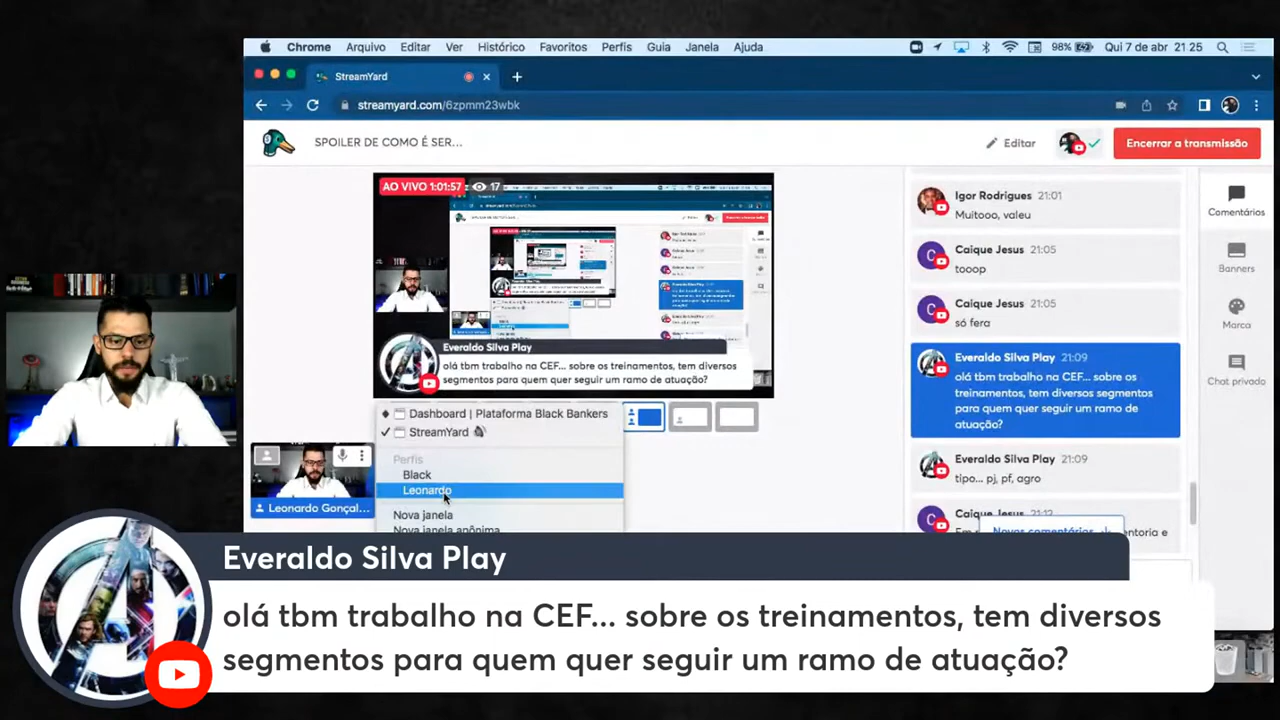 Chrome Arquivo Editar Ver Histórico Favoritos Perfis Guia Janela Ajuda 98% Qui 7 de abr 21:25
StreamYard
streamyard.com/6zpmm23wbk
SPOILER DE COMO É SER...
Editar
Encerrar a transmissão
AO VIVO 1:01:57 17
Everaldo Silva Play
olá tbm trabalho na CEF... sobre os treinamentos, tem diversos
segmentos para quem quer seguir um ramo de atuação?
Dashboard | Plataforma Black Bankers
StreamYard
Perfis
Black
Leonardo
Nova janela
Nova janela anônima
Leonardo Gonçal...
Igor Rodrigues 21:01
Muitooo, valeu
Caique Jesus 21:05
tooop
Caique Jesus 21:05
só fera
Everaldo Silva Play 21:09
olá tbm trabalho na CEF... sobre os
treinamentos, tem diversos
segmentos para quem quer seguir
um ramo de atuação?
Everaldo Silva Play 21:09
tipo... pj, pf, agro
Caique Jesus 21:12
Novos comentários
Comentários
Banners
Marca
Chat privado
Everaldo Silva Play
olá tbm trabalho na CEF... sobre os treinamentos, tem diversos
segmentos para quem quer seguir um ramo de atuação?